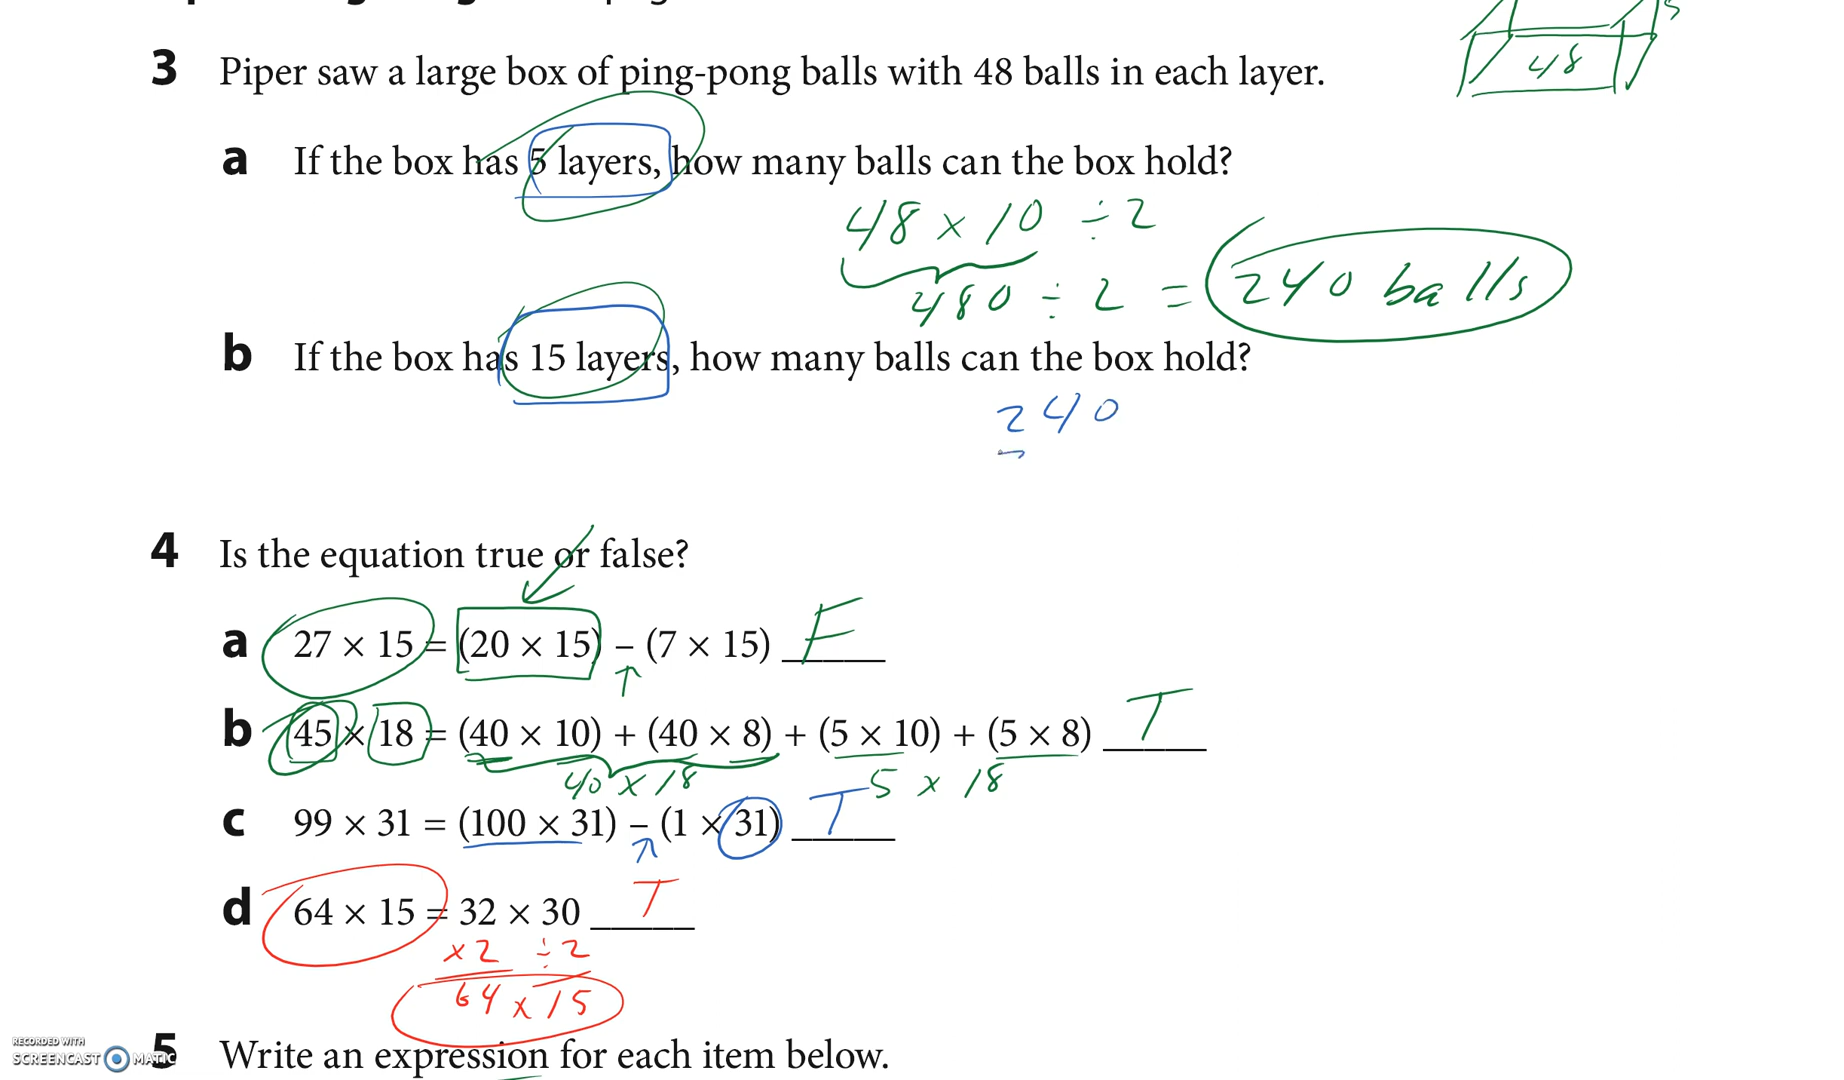 5
48
3 Piper saw a large box of ping-pong balls with 48 balls in each layer.
a If the box has 5 layers, how many balls can the box hold?
48 × 10 ÷ 2
480 ÷ 2 = 240 balls
b If the box has 15 layers, how many balls can the box hold?
240
4 Is the equation true or false?
a 27 × 15 = (20 × 15) – (7 × 15) F
b 45 × 18 = (40 × 10) + (40 × 8) + (5 × 10) + (5 × 8) T
40 × 18 5 × 18
c 99 × 31 = (100 × 31) – (1 × 31) T
d 64 × 15 = 32 × 30 T
×2 ÷2
64 × 15
RECORDED WITH
SCREENCAST MATIC
5 Write an expression for each item below.